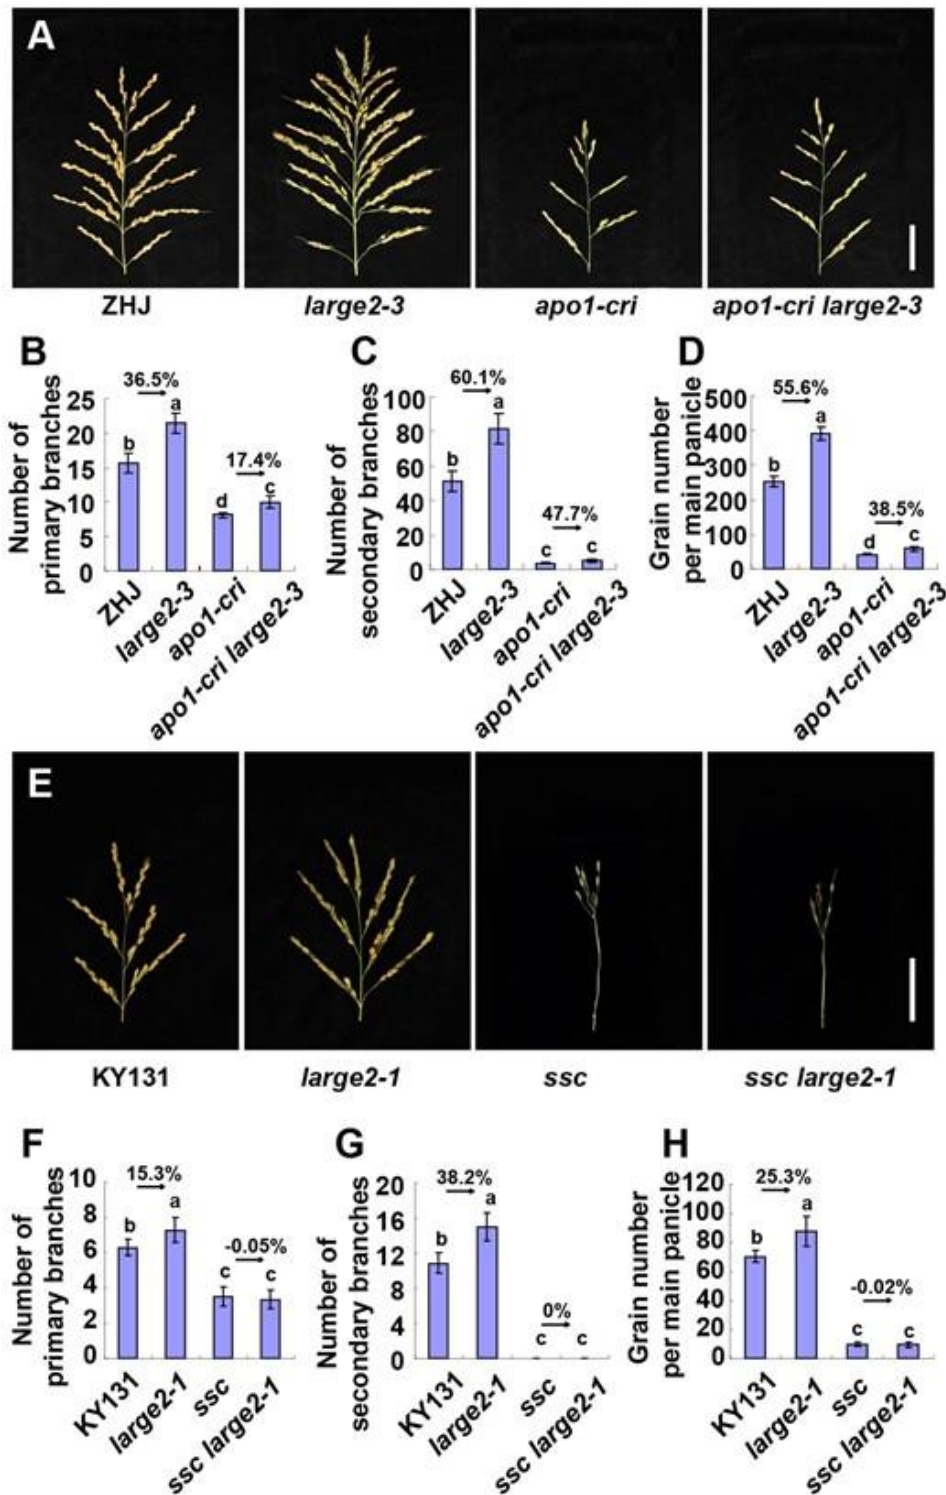 A
ZHJ
large2-3
apo1-cri
apo1-cri large2-3
B
Number of
primary branches
25
20
15
10
5
0
36.5%
b
a
17.4%
d
c
ZHJ
large2-3
apo1-cri
apo1-cri large2-3
C
Number of
secondary branches
100
80
60
40
20
0
60.1%
b
a
47.7%
c
c
ZHJ
large2-3
apo1-cri
apo1-cri large2-3
D
Grain number
per main panicle
500
400
300
200
100
0
55.6%
b
a
38.5%
d
c
ZHJ
large2-3
apo1-cri
apo1-cri large2-3
E
KY131
large2-1
ssc
ssc large2-1
F
Number of
primary branches
10
8
6
4
2
0
15.3%
b
a
-0.05%
c
c
KY131
large2-1
ssc
ssc large2-1
G
Number of
secondary branches
20
16
12
8
4
0
38.2%
b
a
0%
c
c
KY131
large2-1
ssc
ssc large2-1
H
Grain number
per main panicle
120
100
80
60
40
20
0
25.3%
b
a
-0.02%
c
c
KY131
large2-1
ssc
ssc large2-1